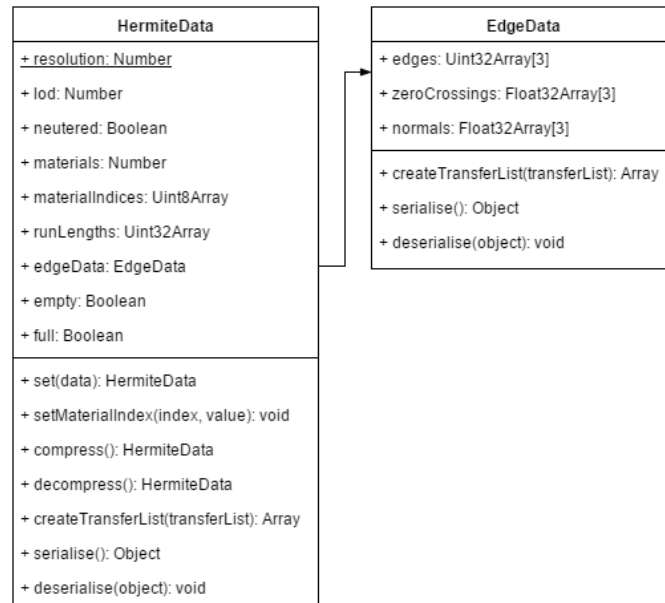 HermiteData
+ resolution: Number
+ lod: Number
+ neutered: Boolean
+ materials: Number
+ materialIndices: Uint8Array
+ runLengths: Uint32Array
+ edgeData: EdgeData
+ empty: Boolean
+ full: Boolean
+ set(data): HermiteData
+ setMaterialIndex(index, value): void
+ compress(): HermiteData
+ decompress(): HermiteData
+ createTransferList(transferList): Array
+ serialise(): Object
+ deserialise(object): void
EdgeData
+ edges: Uint32Array[3]
+ zeroCrossings: Float32Array[3]
+ normals: Float32Array[3]
+ createTransferList(transferList): Array
+ serialise(): Object
+ deserialise(object): void